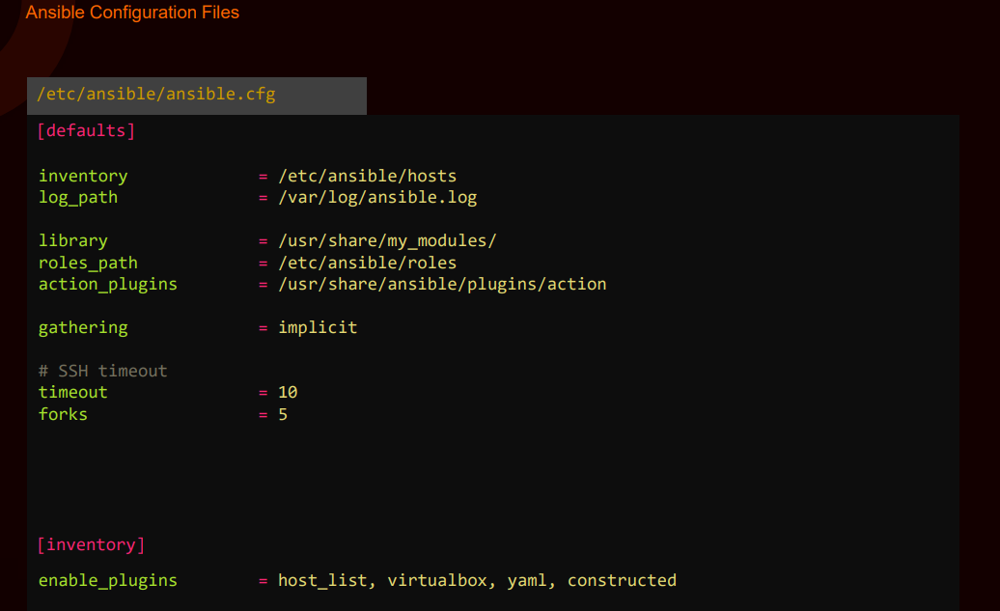 Ansible Configuration Files
/etc/ansible/ansible.cfg
[defaults]
inventory = /etc/ansible/hosts
log_path = /var/log/ansible.log
library = /usr/share/my_modules/
roles_path = /etc/ansible/roles
action_plugins = /usr/share/ansible/plugins/action
gathering = implicit
# SSH timeout
timeout = 10
forks = 5
[inventory]
enable_plugins = host_list, virtualbox, yaml, constructed